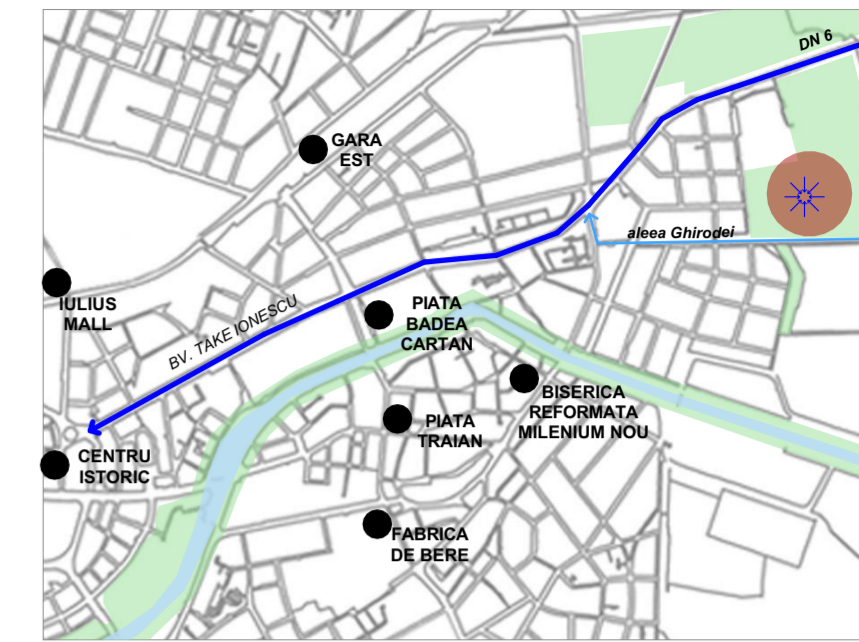 DN 6
GARA
EST
aleea Ghirodei
IULIUS
MALL
BV. TAKE IONESCU
PIATA
BADEA
CARTAN
BISERICA
REFORMATA
MILENIUM NOU
PIATA
TRAIAN
CENTRU
ISTORIC
FABRICA
DE BERE